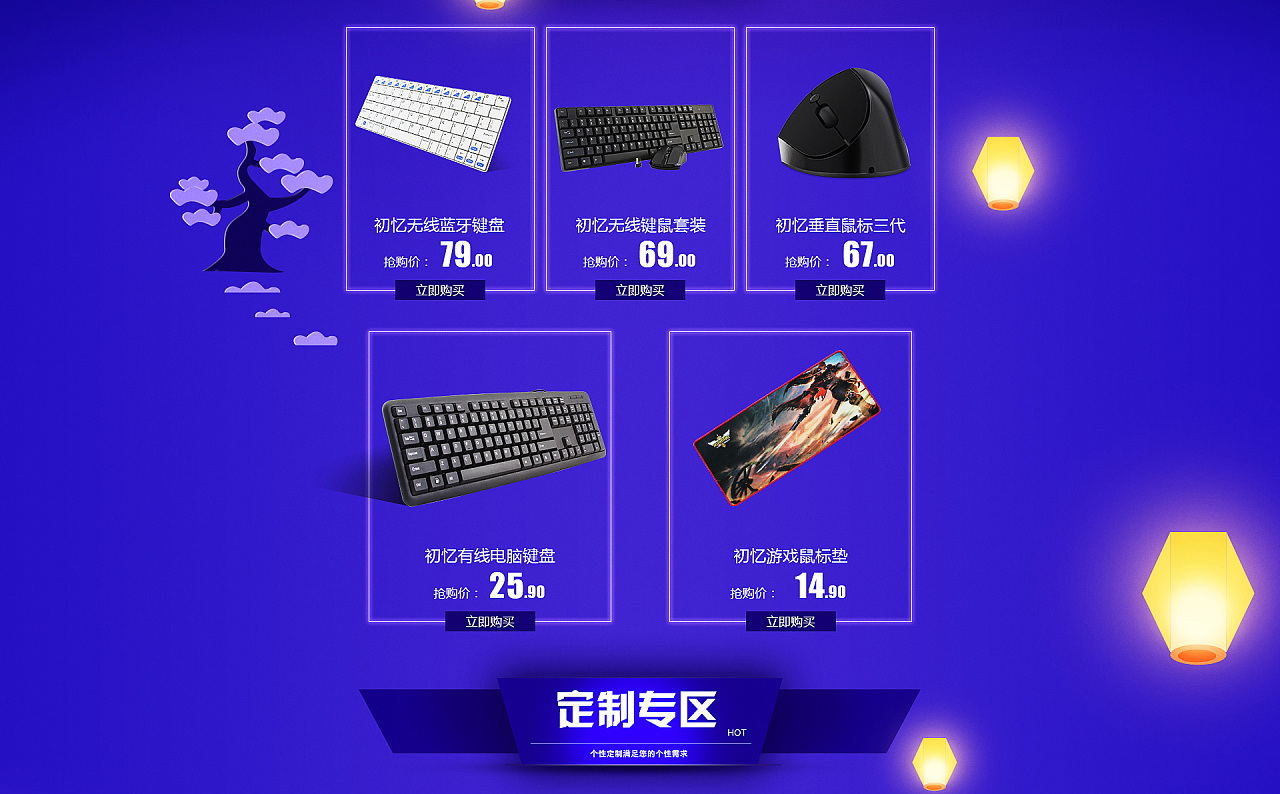 初忆无线蓝牙键盘
抢购价： 79.00
立即购买
初忆无线键鼠套装
抢购价： 69.00
立即购买
初忆垂直鼠标三代
抢购价： 67.00
立即购买
初忆有线电脑键盘
抢购价： 25.90
立即购买
初忆游戏鼠标垫
抢购价： 14.90
立即购买
定制专区
HOT
个性定制满足您的个性需求